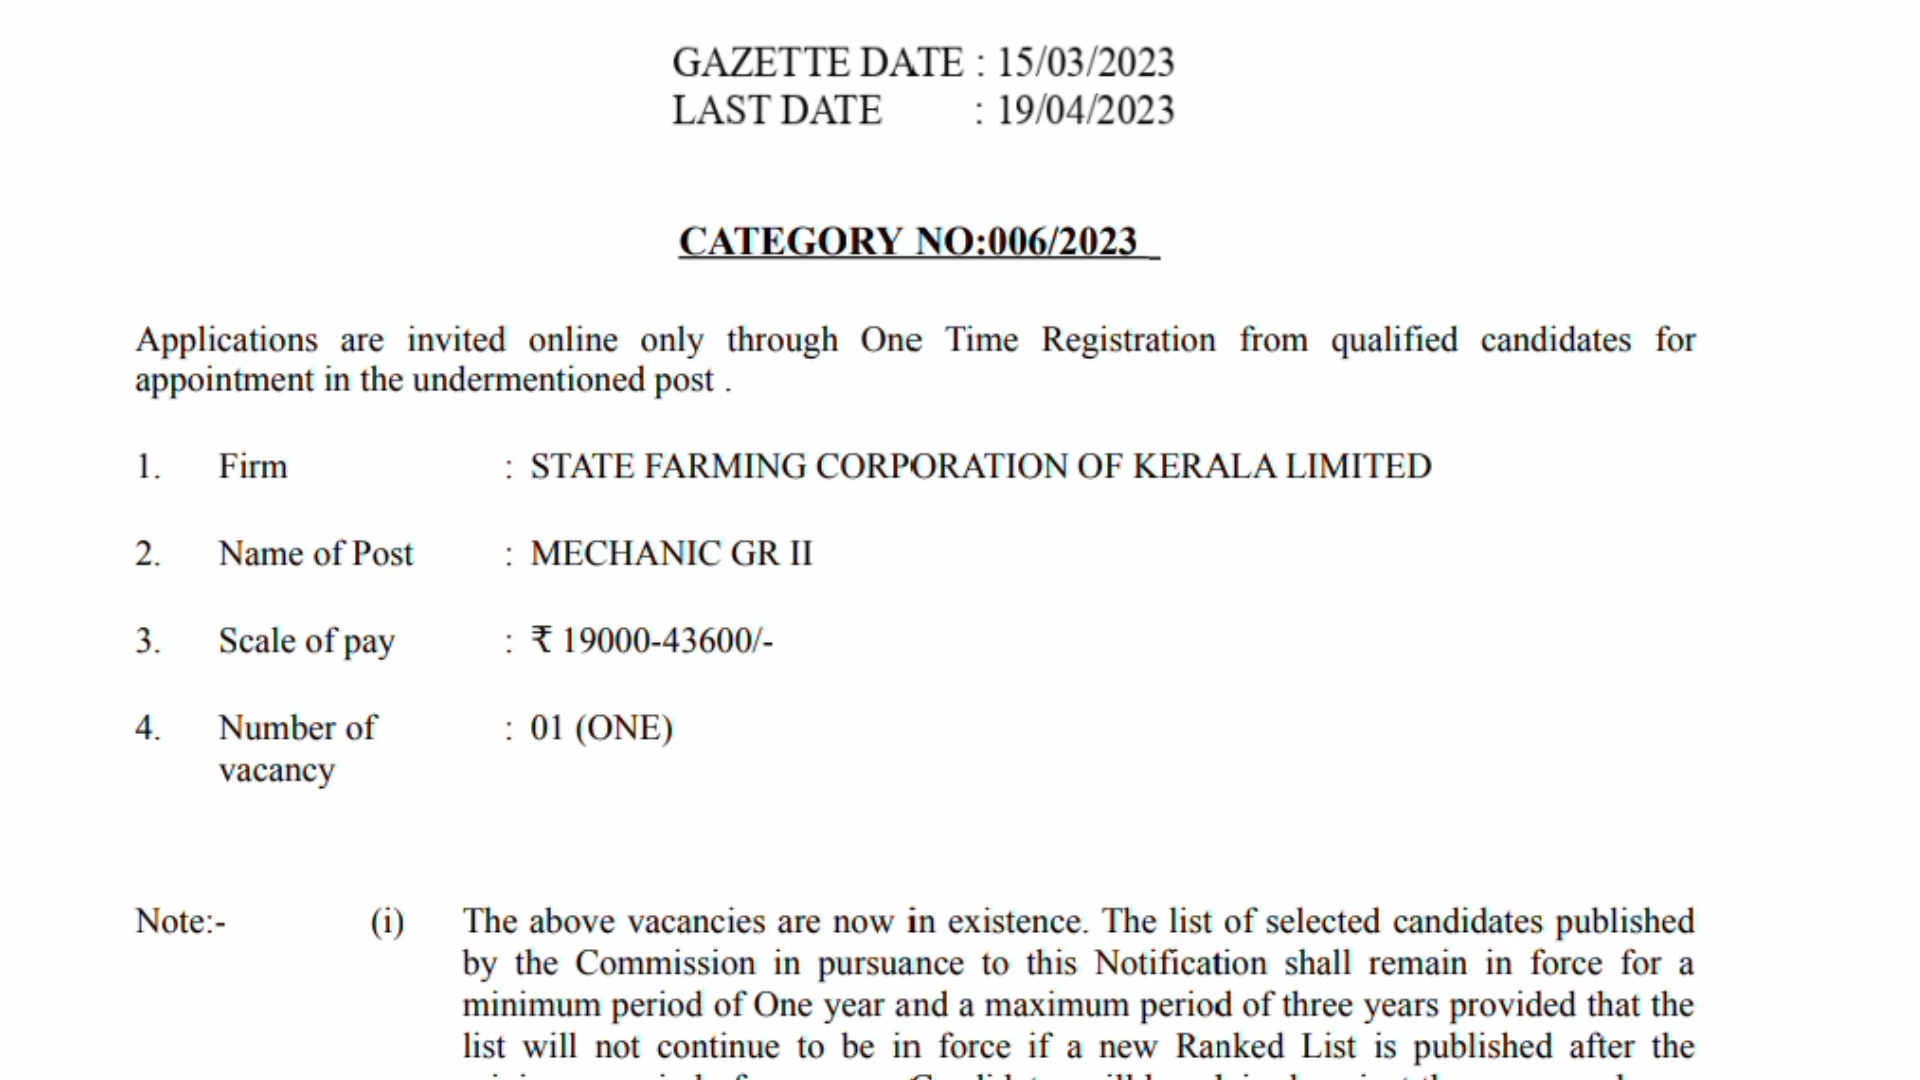 GAZETTE DATE : 15/03/2023
LAST DATE : 19/04/2023
CATEGORY NO:006/2023
Applications are invited online only through One Time Registration from qualified candidates for
appointment in the undermentioned post .
1. Firm : STATE FARMING CORPORATION OF KERALA LIMITED
2. Name of Post : MECHANIC GR II
3. Scale of pay : ₹ 19000-43600/-
4. Number of : 01 (ONE)
vacancy
Note:- (i) The above vacancies are now in existence. The list of selected candidates published
by the Commission in pursuance to this Notification shall remain in force for a
minimum period of One year and a maximum period of three years provided that the
list will not continue to be in force if a new Ranked List is published after the